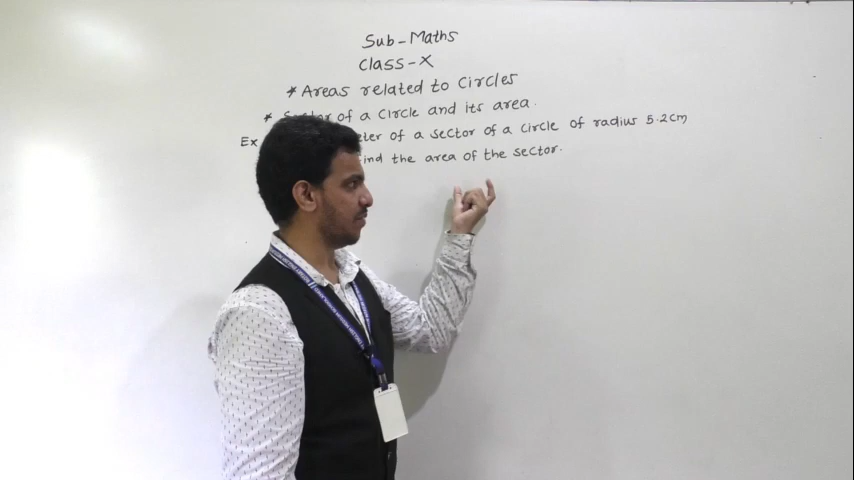 Sub-Maths
Class-X
* Areas related to Circles
* of a circle and its area.
Ex of a sector of a circle of radius 5.2cm
the area of the sector.